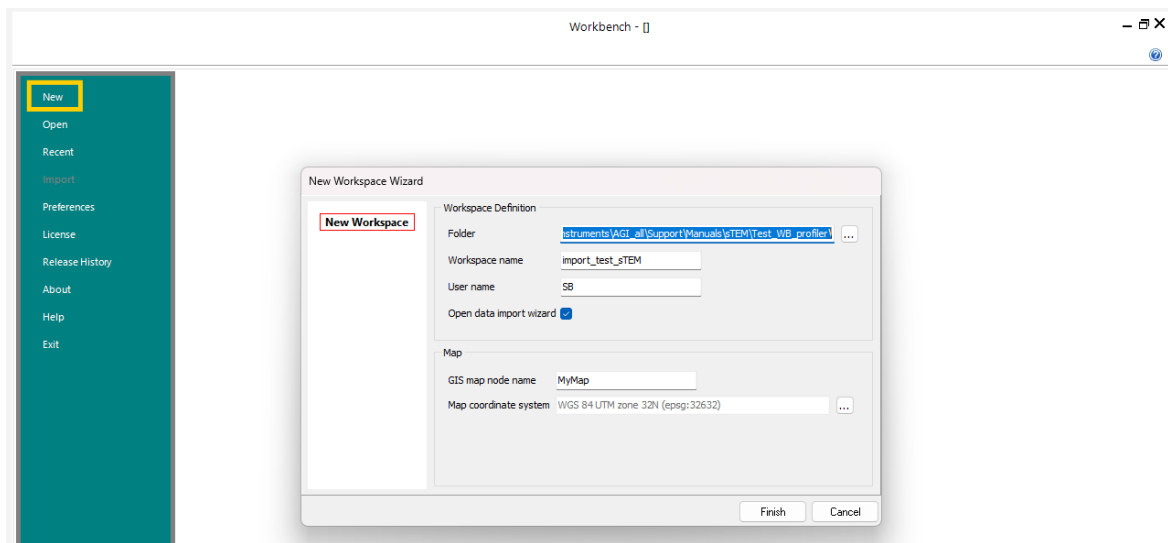 Workbench - []
New
Open
Recent
Import
Preferences
License
Release History
About
Help
Exit
New Workspace Wizard
New Workspace
Workspace Definition
Folder nstruments\AGI_all\Support\Manuals\sTEM\Test_WB_profiler\ ...
Workspace name import_test_sTEM
User name SB
Open data import wizard
Map
GIS map node name MyMap
Map coordinate system WGS 84 UTM zone 32N (epsg:32632) ...
Finish Cancel